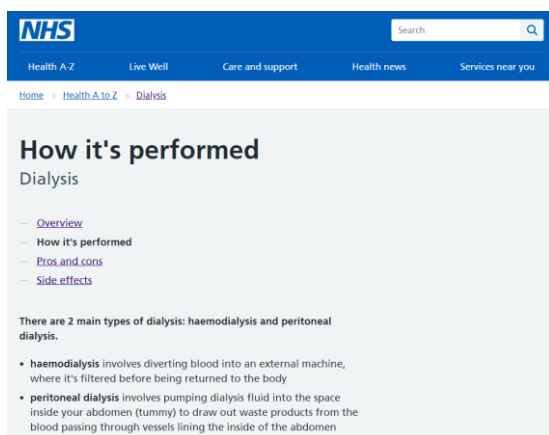 NHS
Search
Health A-Z Live Well Care and support Health news Services near you
Home > Health A to Z > Dialysis
How it's performed
Dialysis
— Overview
— How it's performed
— Pros and cons
— Side effects
There are 2 main types of dialysis: haemodialysis and peritoneal
dialysis.
• haemodialysis involves diverting blood into an external machine,
where it's filtered before being returned to the body
• peritoneal dialysis involves pumping dialysis fluid into the space
inside your abdomen (tummy) to draw out waste products from the
blood passing through vessels lining the inside of the abdomen